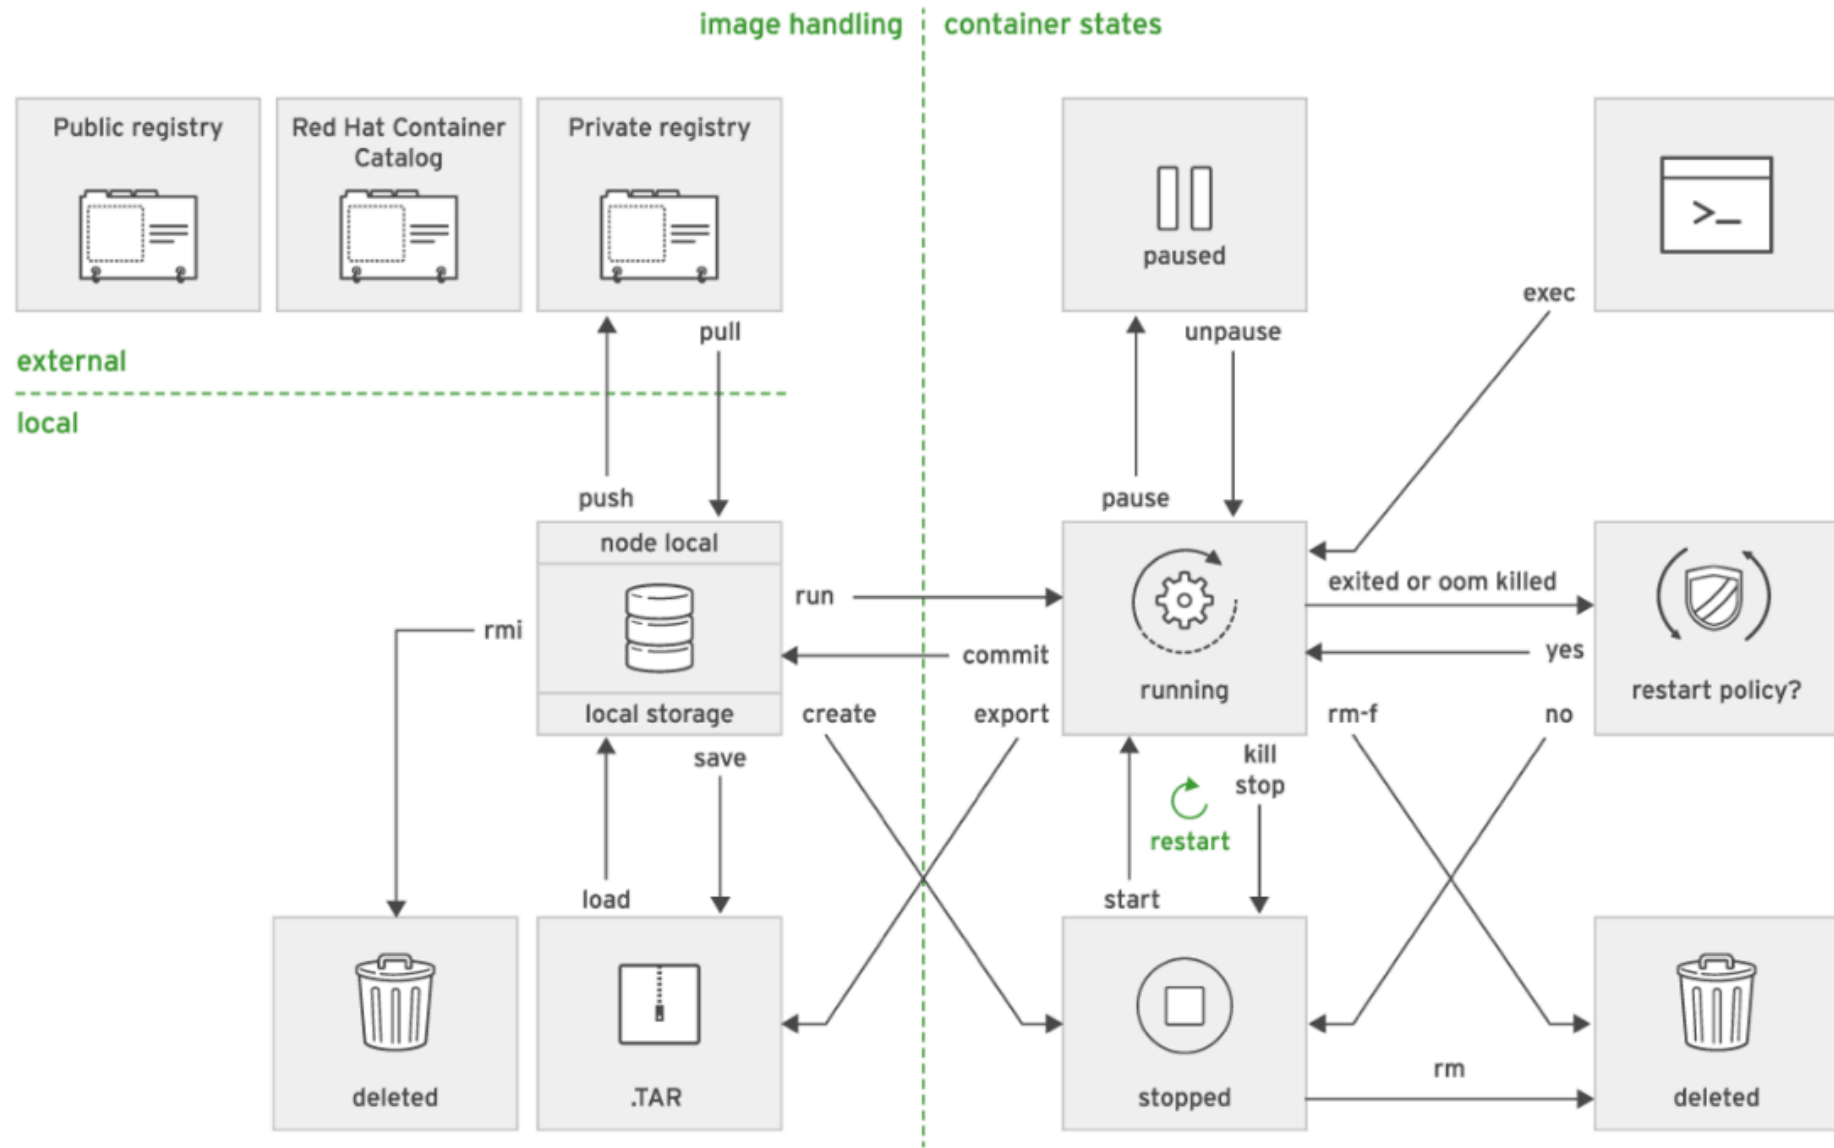 image handling
container states
Public registry
Red Hat Container
Catalog
Private registry
paused
>_
exec
pull
unpause
external
local
push
pause
node local
exited or oom killed
run
rmi
commit
yes
running
restart policy?
local storage
create
export
rm-f
no
save
kill
stop
restart
load
start
rm
deleted
.TAR
stopped
deleted